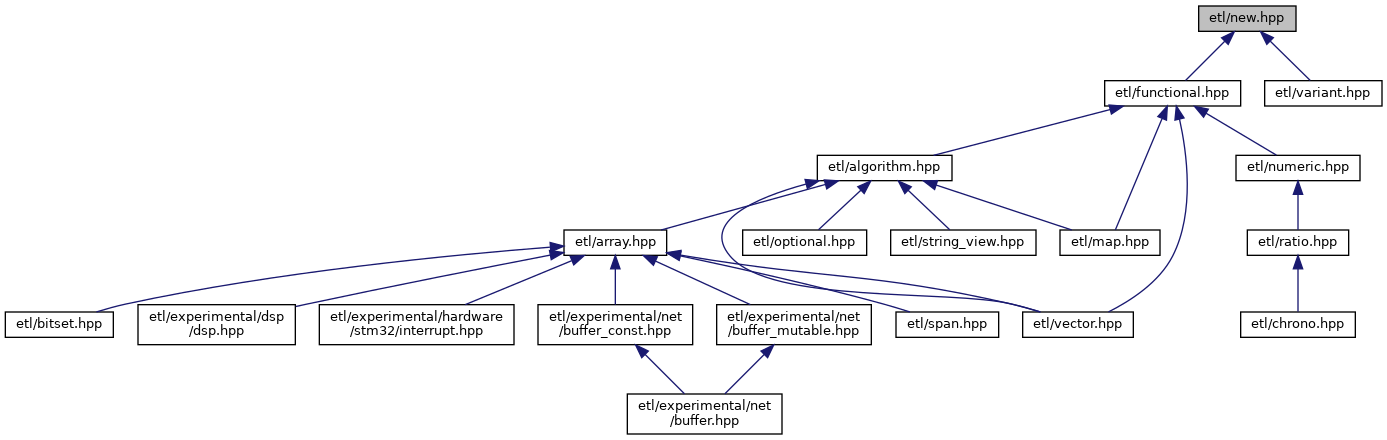 etl/new.hpp
etl/functional.hpp
etl/variant.hpp
etl/algorithm.hpp
etl/numeric.hpp
etl/array.hpp
etl/optional.hpp
etl/string_view.hpp
etl/map.hpp
etl/ratio.hpp
etl/bitset.hpp
etl/experimental/dsp
/dsp.hpp
etl/experimental/hardware
/stm32/interrupt.hpp
etl/experimental/net
/buffer_const.hpp
etl/experimental/net
/buffer_mutable.hpp
etl/span.hpp
etl/vector.hpp
etl/chrono.hpp
etl/experimental/net
/buffer.hpp